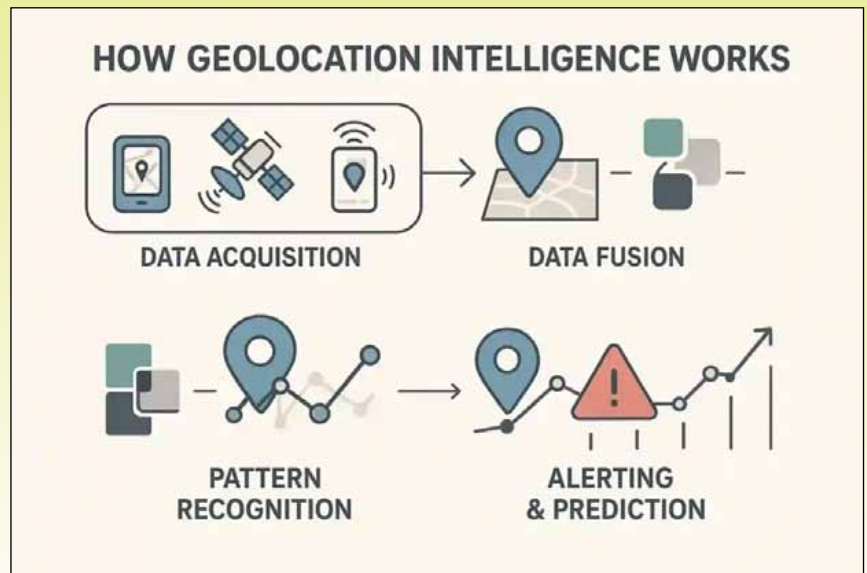 HOW GEOLOCATION INTELLIGENCE WORKS
DATA ACQUISITION
DATA FUSION
PATTERN
RECOGNITION
ALERTING
& PREDICTION